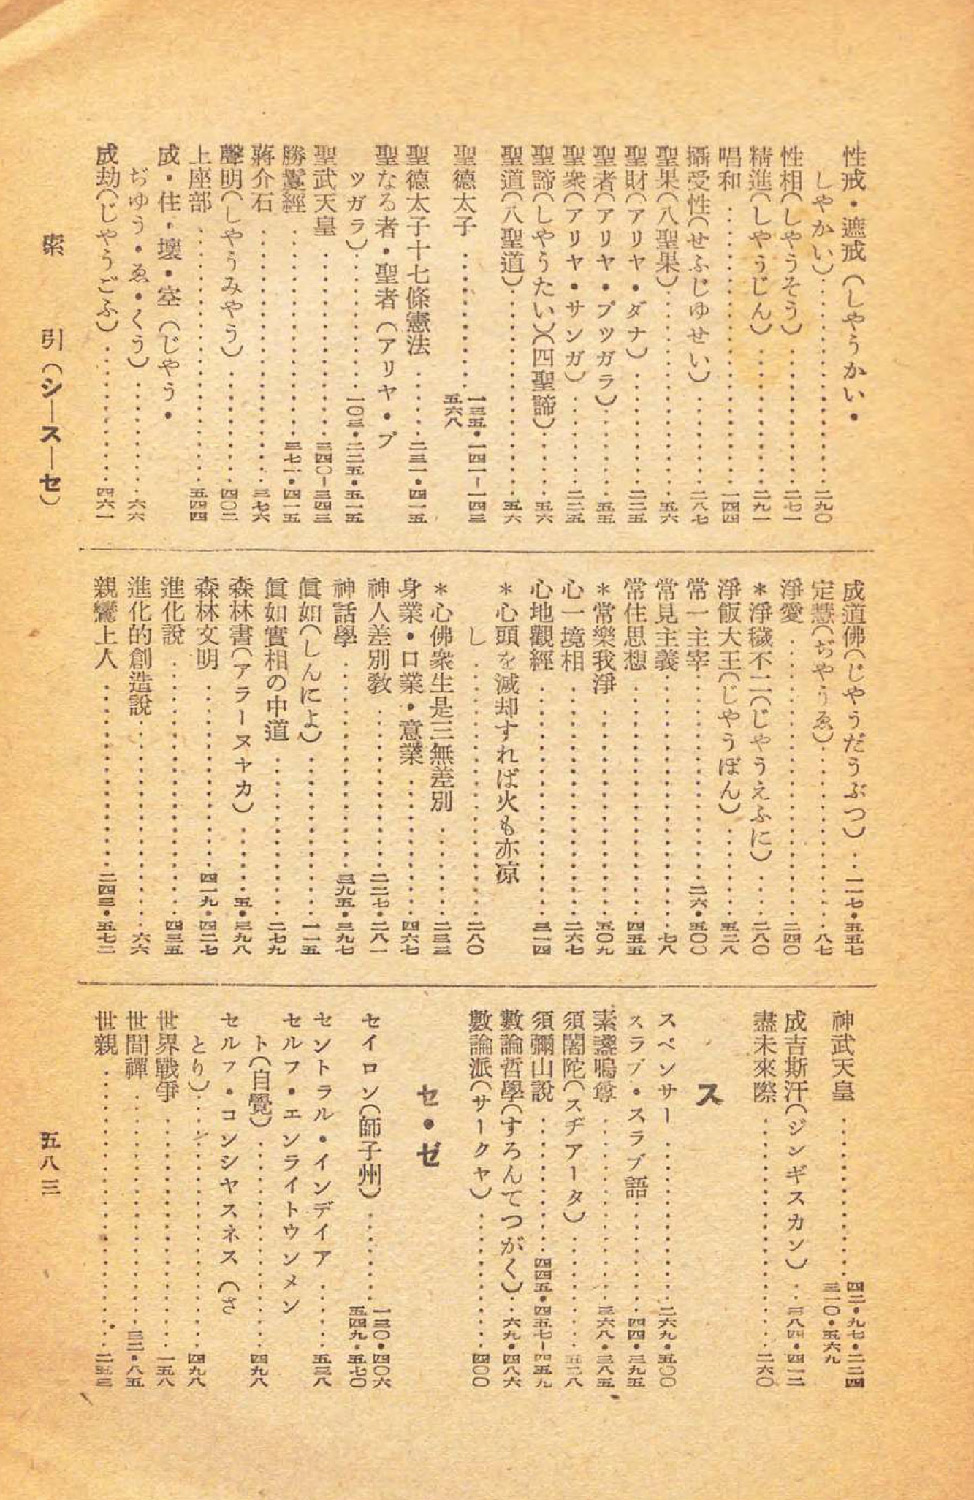 性戒・遮戒（しやうかい・
しやかい）……二九〇
性相（しやうそう）……二七一
精進（しやうじん）……二九一
唱和……一四四
攝受性（せふじゆせい）……二八七
聖果（八聖果）……五六
聖財（アリヤ・ダナ）……二二五
聖者（アリヤ・プツガラ）……五五
聖衆（アリヤ・サンガ）……二二五
聖諦（しやうたい）（四聖諦）……五六
聖道（八聖道）……五六
聖德太子……一三五・一四一―一四三
五六八
聖德太子十七條憲法……二三一・四一五
聖なる者・聖者（アリヤ・プ
ツガラ）……一〇三・二二五・五一五
聖武天皇……三四〇―三四三
勝鬘經……三七一・四一五
蔣介石……三七六
聲明（しやうみやう）……四〇二
上座部……五四四
成・住・壞・空（じやう・
ぢゆう・ゑ・くう）……六六
成劫（じやうごふ）……四六一
成道佛（じやうだうぶつ）……一一七・五五七
定慧（ぢやうゑ）……八七
淨愛……二四〇
＊淨穢不二（じやうえふに）……二八〇
淨飯大王（じやうぼん）……五二八
常一主宰……二六・五〇〇
常見主義……七八
常住思想……四五五
＊常樂我淨……五〇九
心一境相……二六七
心地觀經……三一四
＊心頭を滅却すれば火も亦凉
し……二八〇
＊心佛衆生是三無差別……二三三
身業・口業・意業……四六七
神人差別敎……二二七・二八一
神話學……三九五・三九七
眞如（しんによ）……一一五
眞如實相の中道……二七九
森林書（アラーヌヤカ）……五・三九八
森林文明……四一九・四二七
進化說……四三五
進化的創造說……六六
親鸞上人……二四三・五七二
神武天皇……四二・九七・二二四
三一〇・五六九
成吉斯汗（ジンギスカン）……三八四・四一二
盡未來際……二六〇
ス
スペンサー……二六九・五〇〇
スラブ・スラブ語……四四・三九五
素盞嗚尊……三六八・三八五
須闍陀（スヂアータ）……五二八
須彌山說……四四五・四五七―四五九
數論哲學（すろんてつがく）……六九・四八六
數論派（サークヤ）……四〇〇
セ・ゼ
セイロン（師子州）……一三〇・四〇六
五四九・五七〇
セントラル・インデイア……五三八
セルフ・エンライトウンメン
ト（自覺）……四九八
セルフ・コンシヤスネス（さ
とり）……四九八
世界戰爭……一五八
世間禪……三二・八五
世親……二五三
索引（シ―ス―セ）
五八三